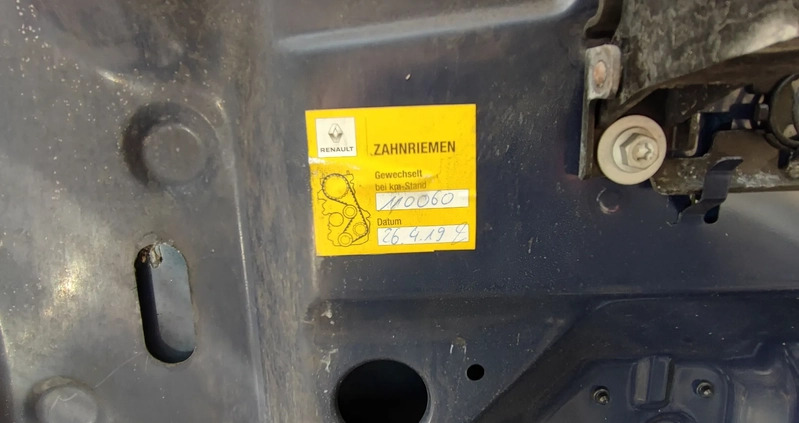 RENAULT
ZAHNRIEMEN
Gewechselt
bei km-Stand
110060
Datum
26.4.19